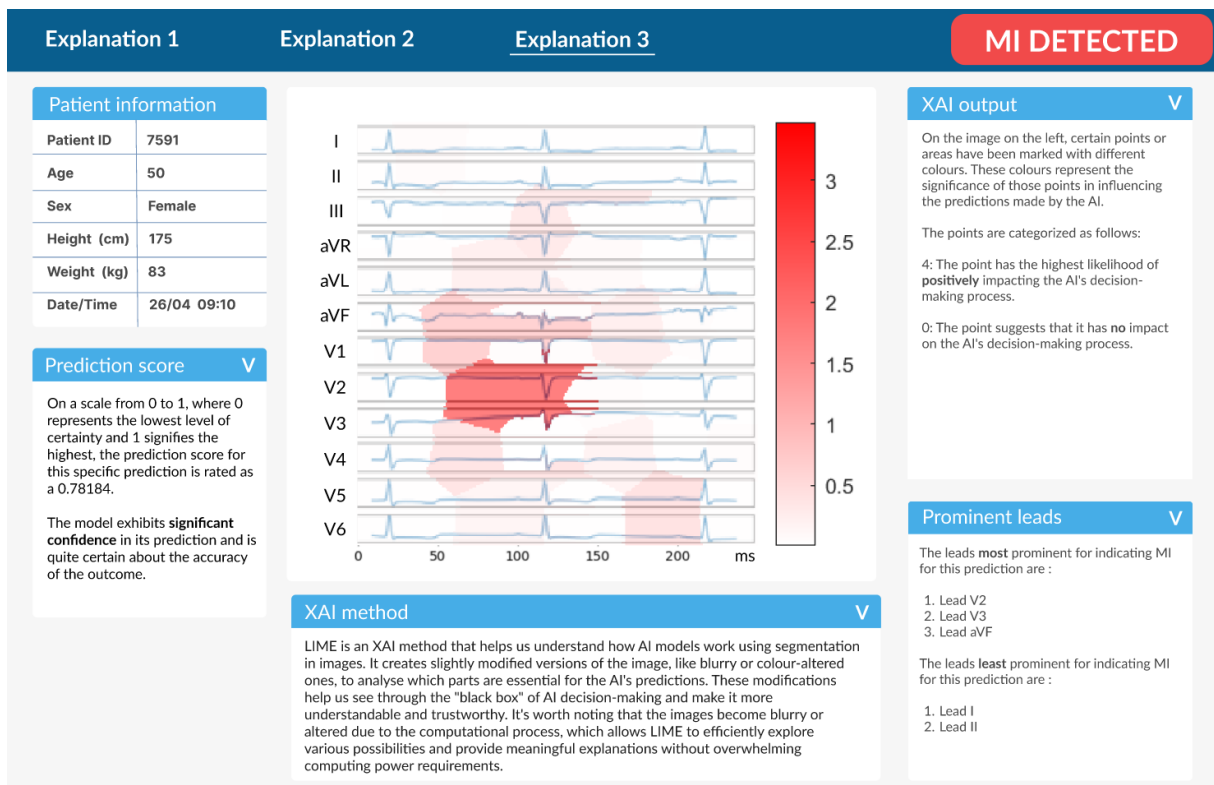 Explanation 1
Explanation 2
Explanation 3
MI DETECTED
Patient information
Patient ID 7591
Age 50
Sex Female
Height (cm) 175
Weight (kg) 83
Date/Time 26/04 09:10
Prediction score V
On a scale from 0 to 1, where 0
represents the lowest level of
certainty and 1 signifies the
highest, the prediction score for
this specific prediction is rated as
a 0.78184.
The model exhibits significant
confidence in its prediction and is
quite certain about the accuracy
of the outcome.
I
II
III
aVR
aVL
aVF
V1
V2
V3
V4
V5
V6
0 50 100 150 200 ms
3
2.5
2
1.5
1
0.5
XAI method V
LIME is an XAI method that helps us understand how AI models work using segmentation
in images. It creates slightly modified versions of the image, like blurry or colour-altered
ones, to analyse which parts are essential for the AI's predictions. These modifications
help us see through the "black box" of AI decision-making and make it more
understandable and trustworthy. It's worth noting that the images become blurry or
altered due to the computational process, which allows LIME to efficiently explore
various possibilities and provide meaningful explanations without overwhelming
computing power requirements.
XAI output V
On the image on the left, certain points or
areas have been marked with different
colours. These colours represent the
significance of those points in influencing
the predictions made by the AI.
The points are categorized as follows:
4: The point has the highest likelihood of
positively impacting the AI's decision-
making process.
0: The point suggests that it has no impact
on the AI's decision-making process.
Prominent leads V
The leads most prominent for indicating MI
for this prediction are :
1. Lead V2
2. Lead V3
3. Lead aVF
The leads least prominent for indicating MI
for this prediction are :
1. Lead I
2. Lead II